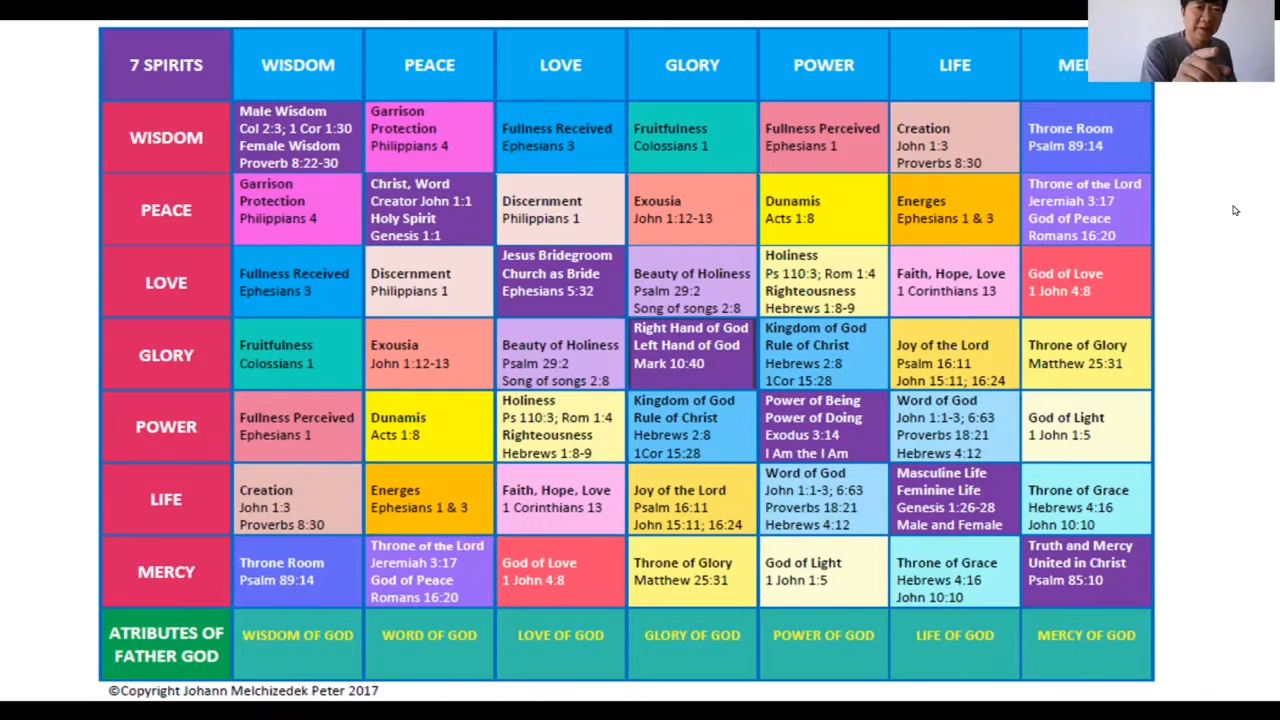 7 SPIRITS
WISDOM
PEACE
LOVE
GLORY
POWER
LIFE
WISDOM
Male Wisdom
Col 2:3; 1 Cor 1:30
Female Wisdom
Proverb 8:22-30
Garrison
Protection
Philippians 4
Fullness Received
Ephesians 3
Fruitfulness
Colossians 1
Fullness Perceived
Ephesians 1
Creation
John 1:3
Proverbs 8:30
Throne Room
Psalm 89:14
PEACE
Garrison
Protection
Philippians 4
Christ, Word
Creator John 1:1
Holy Spirit
Genesis 1:1
Discernment
Philippians 1
Exousia
John 1:12-13
Dunamis
Acts 1:8
Energes
Ephesians 1 & 3
Throne of the Lord
Jeremiah 3:17
God of Peace
Romans 16:20
LOVE
Fullness Received
Ephesians 3
Discernment
Philippians 1
Jesus Bridegroom
Church as Bride
Ephesians 5:32
Beauty of Holiness
Psalm 29:2
Song of songs 2:8
Holiness
Ps 110:3; Rom 1:4
Righteousness
Hebrews 1:8-9
Faith, Hope, Love
1 Corinthians 13
God of Love
1 John 4:8
GLORY
Fruitfulness
Colossians 1
Exousia
John 1:12-13
Beauty of Holiness
Psalm 29:2
Song of songs 2:8
Right Hand of God
Left Hand of God
Mark 10:40
Kingdom of God
Rule of Christ
Hebrews 2:8
1Cor 15:28
Joy of the Lord
Psalm 16:11
John 15:11; 16:24
Throne of Glory
Matthew 25:31
POWER
Fullness Perceived
Ephesians 1
Dunamis
Acts 1:8
Holiness
Ps 110:3; Rom 1:4
Righteousness
Hebrews 1:8-9
Kingdom of God
Rule of Christ
Hebrews 2:8
1Cor 15:28
Power of Being
Power of Doing
Exodus 3:14
I Am the I Am
Word of God
John 1:1-3; 6:63
Proverbs 18:21
Hebrews 4:12
God of Light
1 John 1:5
LIFE
Creation
John 1:3
Proverbs 8:30
Energes
Ephesians 1 & 3
Faith, Hope, Love
1 Corinthians 13
Joy of the Lord
Psalm 16:11
John 15:11; 16:24
Word of God
John 1:1-3; 6:63
Proverbs 18:21
Hebrews 4:12
Masculine Life
Feminine Life
Genesis 1:26-28
Male and Female
Throne of Grace
Hebrews 4:16
John 10:10
MERCY
Throne Room
Psalm 89:14
Throne of the Lord
Jeremiah 3:17
God of Peace
Romans 16:20
God of Love
1 John 4:8
Throne of Glory
Matthew 25:31
God of Light
1 John 1:5
Throne of Grace
Hebrews 4:16
John 10:10
Truth and Mercy
United in Christ
Psalm 85:10
ATRIBUTES OF
FATHER GOD
WISDOM OF GOD
WORD OF GOD
LOVE OF GOD
GLORY OF GOD
POWER OF GOD
LIFE OF GOD
MERCY OF GOD
©Copyright Johann Melchizedek Peter 2017